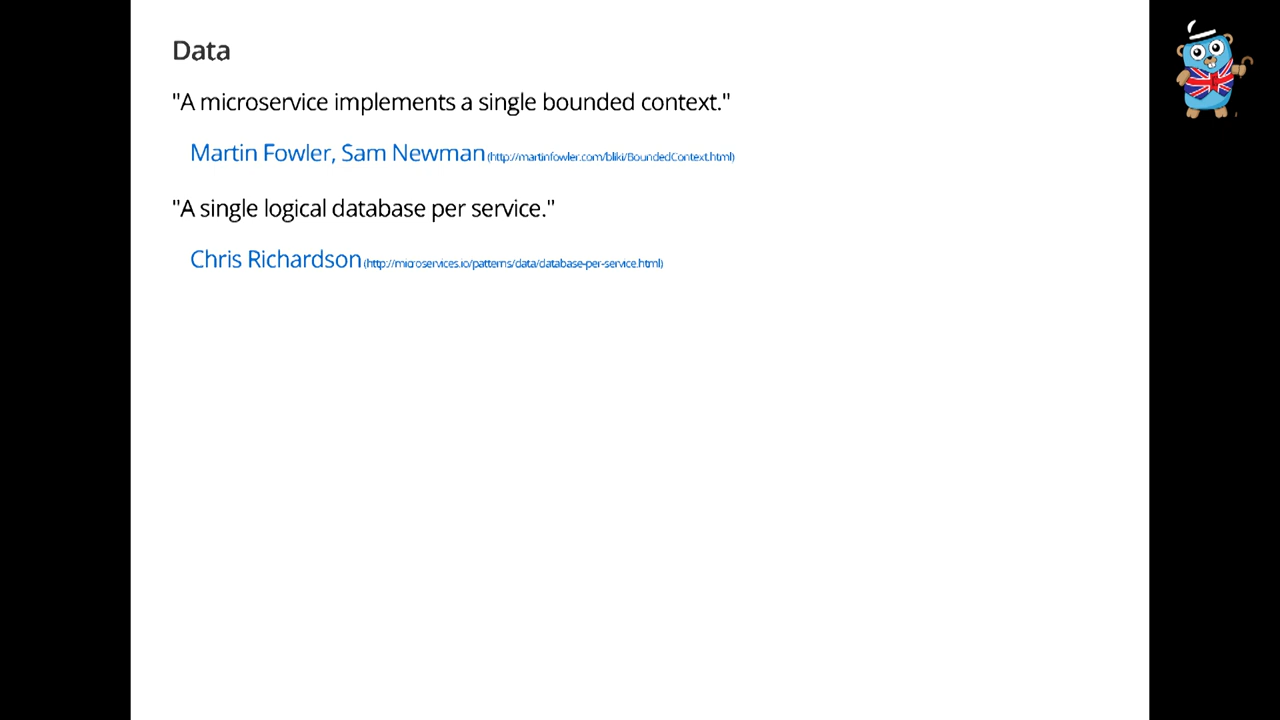 Data
"A microservice implements a single bounded context."
Martin Fowler, Sam Newman (http://martinfowler.com/bliki/BoundedContext.html)
"A single logical database per service."
Chris Richardson (http://microservices.io/patterns/data/database-per-service.html)